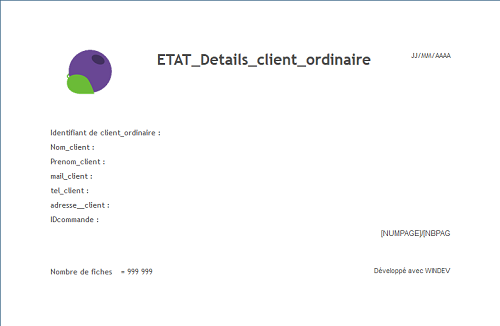 ETAT_Details_client_ordinaire
JJ/MM/AAAA
Identifiant de client_ordinaire :
Nom_client :
Prenom_client :
mail_client :
tel_client :
adresse__client :
IDcommande :
[NUMPAGE]/[NBPAG
Nombre de fiches = 999 999
Développé avec WINDEV